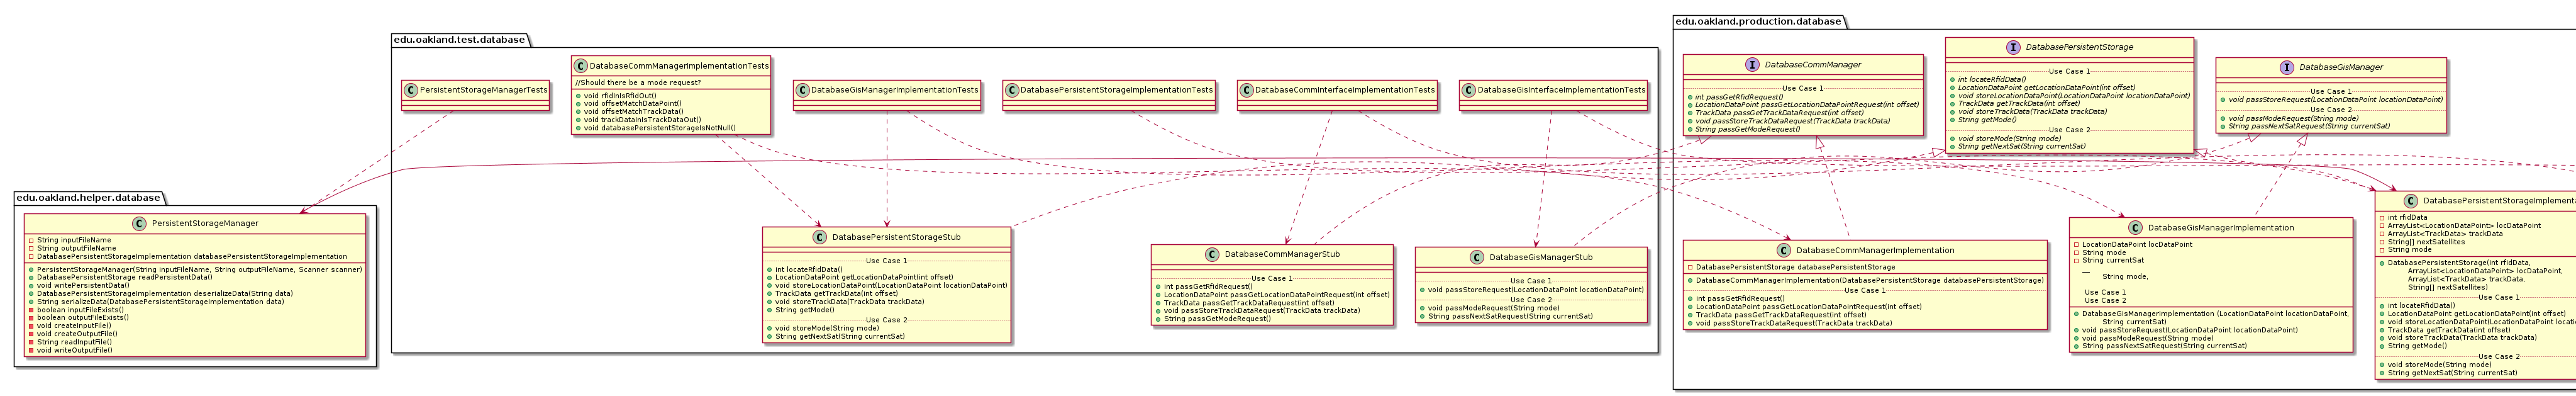 edu.oakland.helper.database
C PersistentStorageManager
String inputFileName
String outputFileName
DatabasePersistentStorageImplementation databasePersistentStorageImplementation
PersistentStorageManager(String inputFileName, String outputFileName, Scanner scanner)
DatabasePersistentStorage readPersistentData()
void writePersistentData()
DatabasePersistentStorageImplementation deserializeData(String data)
String serializeData(DatabasePersistentStorageImplementation data)
boolean inputFileExists()
boolean outputFileExists()
void createInputFile()
void createOutputFile()
String readInputFile()
void writeOutputFile()
edu.oakland.test.database
C PersistentStorageManagerTests
C DatabaseCommManagerImplementationTests
//Should there be a mode request?
void rfidInIsRfidOut()
void offsetMatchDataPoint()
void offsetMatchTrackData()
void trackDataInIsTrackDataOut()
void databasePersistentStorageIsNotNull()
C DatabaseGisManagerImplementationTests
C DatabasePersistentStorageImplementationTests
C DatabaseCommInterfaceImplementationTests
C DatabaseGisInterfaceImplementationTests
C DatabasePersistentStorageStub
Use Case 1
int locateRfidData()
LocationDataPoint getLocationDataPoint(int offset)
void storeLocationDataPoint(LocationDataPoint locationDataPoint)
TrackData getTrackData(int offset)
void storeTrackData(TrackData trackData)
String getMode()
Use Case 2
void storeMode(String mode)
String getNextSat(String currentSat)
C DatabaseCommManagerStub
Use Case 1
int passGetRfidRequest()
LocationDataPoint passGetLocationDataPointRequest(int offset)
TrackData passGetTrackDataRequest(int offset)
void passStoreTrackDataRequest(TrackData trackData)
String passGetModeRequest()
C DatabaseGisManagerStub
Use Case 1
void passStoreRequest(LocationDataPoint locationDataPoint)
Use Case 2
void passModeRequest(String mode)
String passNextSatRequest(String currentSat)
edu.oakland.production.database
I DatabaseCommManager
Use Case 1
int passGetRfidRequest()
LocationDataPoint passGetLocationDataPointRequest(int offset)
TrackData passGetTrackDataRequest(int offset)
void passStoreTrackDataRequest(TrackData trackData)
String passGetModeRequest()
I DatabasePersistentStorage
Use Case 1
int locateRfidData()
LocationDataPoint getLocationDataPoint(int offset)
void storeLocationDataPoint(LocationDataPoint locationDataPoint)
TrackData getTrackData(int offset)
void storeTrackData(TrackData trackData)
String getMode()
Use Case 2
void storeMode(String mode)
String getNextSat(String currentSat)
I DatabaseGisManager
Use Case 1
void passStoreRequest(LocationDataPoint locationDataPoint)
Use Case 2
void passModeRequest(String mode)
String passNextSatRequest(String currentSat)
C DatabaseCommManagerImplementation
DatabasePersistentStorage databasePersistentStorage
DatabaseCommManagerImplementation(DatabasePersistentStorage databasePersistentStorage)
Use Case 1
int passGetRfidRequest()
LocationDataPoint passGetLocationDataPointRequest(int offset)
TrackData passGetTrackDataRequest(int offset)
void passStoreTrackDataRequest(TrackData trackData)
C DatabaseGisManagerImplementation
LocationDataPoint locDataPoint
String mode
String currentSat
__
String mode,
Use Case 1
Use Case 2
DatabaseGisManagerImplementation (LocationDataPoint locationDataPoint,
String currentSat)
void passStoreRequest(LocationDataPoint locationDataPoint)
void passModeRequest(String mode)
String passNextSatRequest(String currentSat)
C DatabasePersistentStorageImplementa
int rfidData
ArrayList<LocationDataPoint> locDataPoint
ArrayList<TrackData> trackData
String[] nextSatellites
String mode
DatabasePersistentStorage(int rfidData,
ArrayList<LocationDataPoint> locDataPoint,
ArrayList<TrackData> trackData,
String[] nextSatellites)
Use Case 1
int locateRfidData()
LocationDataPoint getLocationDataPoint(int offset)
void storeLocationDataPoint(LocationDataPoint locatio
TrackData getTrackData(int offset)
void storeTrackData(TrackData trackData)
String getMode()
Use Case 2
void storeMode(String mode)
String getNextSat(String currentSat)